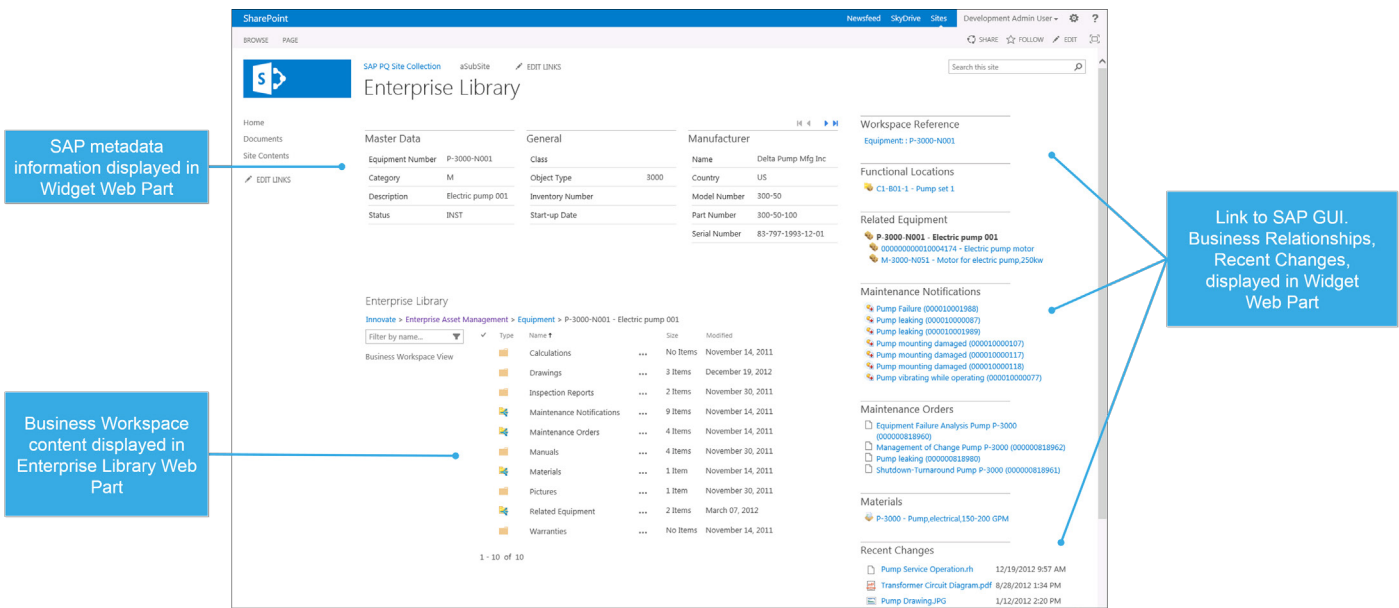 SharePoint
Newsfeed SkyDrive Sites Development Admin User ?
BROWSE PAGE
SHARE FOLLOW EDIT
S
SAP PQ Site Collection aSubSite EDIT LINKS
Enterprise Library
Search this site
Home
Documents
Site Contents
EDIT LINKS
SAP metadata
information displayed in
Widget Web Part
Master Data
Equipment Number P-3000-N001
Category M
Description Electric pump 001
Status INST
General
Class
Object Type 3000
Inventory Number
Start-up Date
Manufacturer
Name Delta Pump Mfg Inc
Country US
Model Number 300-50
Part Number 300-50-100
Serial Number 83-797-1993-12-01
Enterprise Library
Innovate > Enterprise Asset Management > Equipment > P-3000-N001 - Electric pump 001
Filter by name...
Business Workspace View
✓ Type Name ↑ Size Modified
Calculations ... No Items November 14, 2011
Drawings ... 3 Items December 19, 2012
Inspection Reports ... 2 Items November 30, 2011
Maintenance Notifications ... 9 Items November 14, 2011
Maintenance Orders ... 4 Items November 14, 2011
Manuals ... 4 Items November 30, 2011
Materials ... 1 Item November 14, 2011
Pictures ... 1 Item November 30, 2011
Related Equipment ... 2 Items March 07, 2012
Warranties ... No Items November 14, 2011
1 - 10 of 10
Business Workspace
content displayed in
Enterprise Library Web
Part
Workspace Reference
Equipment: : P-3000-N001
Functional Locations
C1-B01-1 - Pump set 1
Related Equipment
P-3000-N001 - Electric pump 001
000000000010004174 - Electric pump motor
M-3000-N051 - Motor for electric pump,250kw
Maintenance Notifications
Pump Failure (000010001988)
Pump leaking (000010000087)
Pump leaking (000010001989)
Pump mounting damaged (000010000107)
Pump mounting damaged (000010000117)
Pump mounting damaged (000010000118)
Pump vibrating while operating (000010000077)
Maintenance Orders
Equipment Failure Analysis Pump P-3000
(000000818960)
Management of Change Pump P-3000 (000000818962)
Pump leaking (000000818980)
Shutdown-Turnaround Pump P-3000 (000000818961)
Materials
P-3000 - Pump,electrical,150-200 GPM
Recent Changes
Pump Service Operation.rh 12/19/2012 9:57 AM
Transformer Circuit Diagram.pdf 8/28/2012 1:34 PM
Pump Drawing.JPG 1/12/2012 2:20 PM
Link to SAP GUI.
Business Relationships,
Recent Changes,
displayed in Widget
Web Part